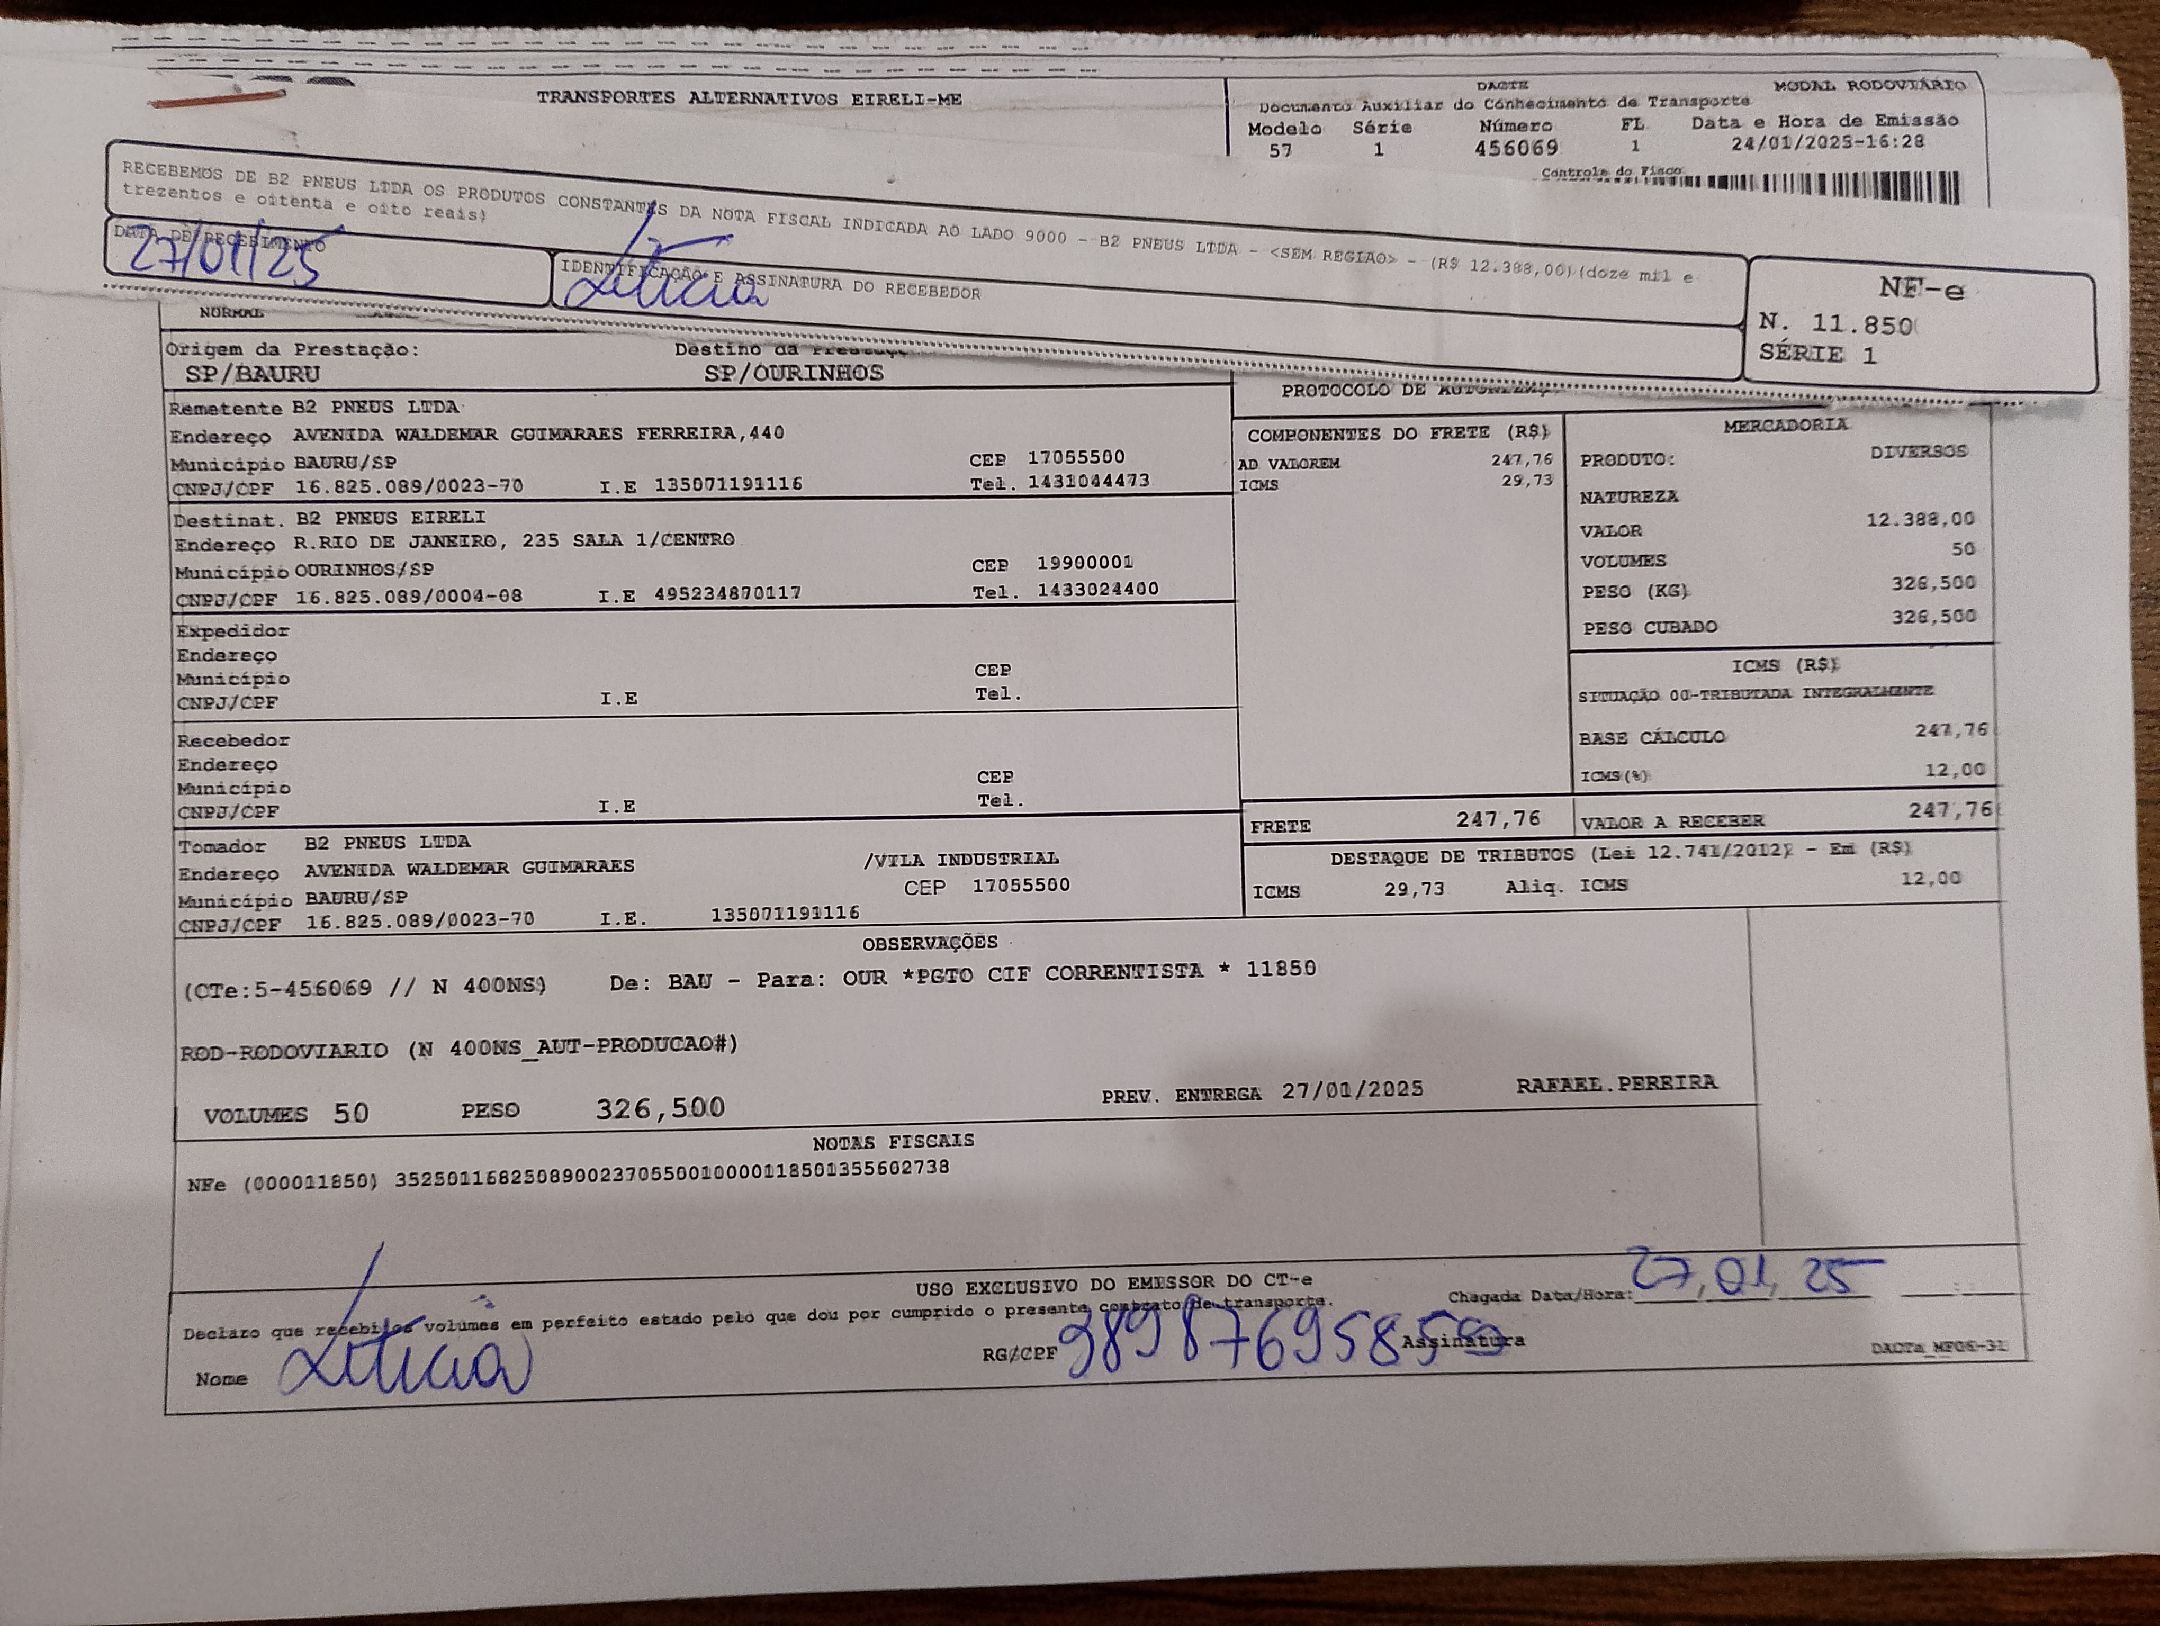 TRANSPORTES ALTERNATIVOS EIRELI-ME
DACTE MODAL RODOVIÁRIO
Documento Auxiliar do Conhecimento de Transporte
Modelo Série Número FL Data e Hora de Emissão
57 1 456069 1 24/01/2025-16:28
Controle do Fisco
RECEBEMOS DE B2 PNEUS LTDA OS PRODUTOS CONSTANTES DA NOTA FISCAL INDICADA AO LADO 9000 - B2 PNEUS LTDA - <SEM REGIAO> - (R$ 12.388,00)(doze mil e
trezentos e oitenta e oito reais)
DATA DE RECEBIMENTO
27/01/25
IDENTIFICAÇÃO E ASSINATURA DO RECEBEDOR
Letícia
NF-e
N. 11.850
SÉRIE 1
NORMAL
Origem da Prestação: Destino da
SP/BAURU SP/OURINHOS
Remetente B2 PNEUS LTDA
Endereço AVENIDA WALDEMAR GUIMARAES FERREIRA,440
Município BAURU/SP CEP 17055500
CNPJ/CPF 16.825.089/0023-70 I.E 135071191116 Tel. 1431044473
Destinat. B2 PNEUS EIRELI
Endereço R.RIO DE JANEIRO, 235 SALA 1/CENTRO
Município OURINHOS/SP CEP 19900001
CNPJ/CPF 16.825.089/0004-08 I.E 495234870117 Tel. 1433024400
Expedidor
Endereço
Município CEP
CNPJ/CPF I.E Tel.
Recebedor
Endereço
Município CEP
CNPJ/CPF I.E Tel.
Tomador B2 PNEUS LTDA
Endereço AVENIDA WALDEMAR GUIMARAES /VILA INDUSTRIAL
Município BAURU/SP CEP 17055500
CNPJ/CPF 16.825.089/0023-70 I.E. 135071191116
PROTOCOLO DE
COMPONENTES DO FRETE (R$)
AD VALOREM 247,76
ICMS 29,73
MERCADORIA
PRODUTO: DIVERSOS
NATUREZA
VALOR 12.388,00
VOLUMES 50
PESO (KG) 326,500
PESO CUBADO 326,500
ICMS (R$)
SITUAÇÃO 00-TRIBUTADA INTEGRALMENTE
BASE CÁLCULO 247,76
ICMS(%) 12,00
FRETE 247,76 VALOR A RECEBER 247,76
DESTAQUE DE TRIBUTOS (Lei 12.741/2012) - Em (R$)
ICMS 29,73 Aliq. ICMS 12,00
OBSERVAÇÕES
(CTe:5-456069 // N 400NS) De: BAU - Para: OUR *PGTO CIF CORRENTISTA * 11850
ROD-RODOVIARIO (N 400NS_AUT-PRODUCAO#)
VOLUMES 50 PESO 326,500 PREV. ENTREGA 27/01/2025 RAFAEL.PEREIRA
NOTAS FISCAIS
NFe (000011850) 35250116825089002370550010000118501355602738
USO EXCLUSIVO DO EMISSOR DO CT-e
Declaro que recebi os volumes em perfeito estado pelo que dou por cumprido o presente contrato de transporte.
Chegada Data/Hora: 27,01,25
Nome Letícia RG/CPF Assinatura